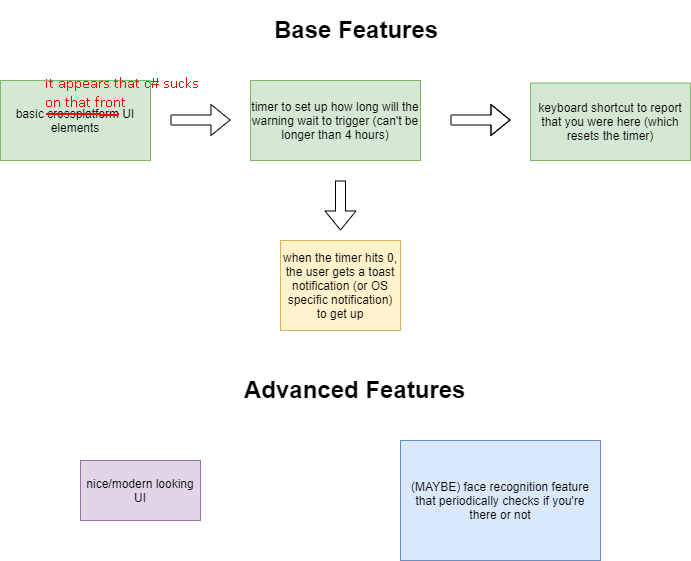 Base Features
it appears that c# sucks
on that front
basic crossplatform UI
elements
timer to set up how long will the
warning wait to trigger (can't be
longer than 4 hours)
keyboard shortcut to report
that you were here (which
resets the timer)
when the timer hits 0,
the user gets a toast
notification (or OS
specific notification)
to get up
Advanced Features
nice/modern looking
UI
(MAYBE) face recognition feature
that periodically checks if you're
there or not